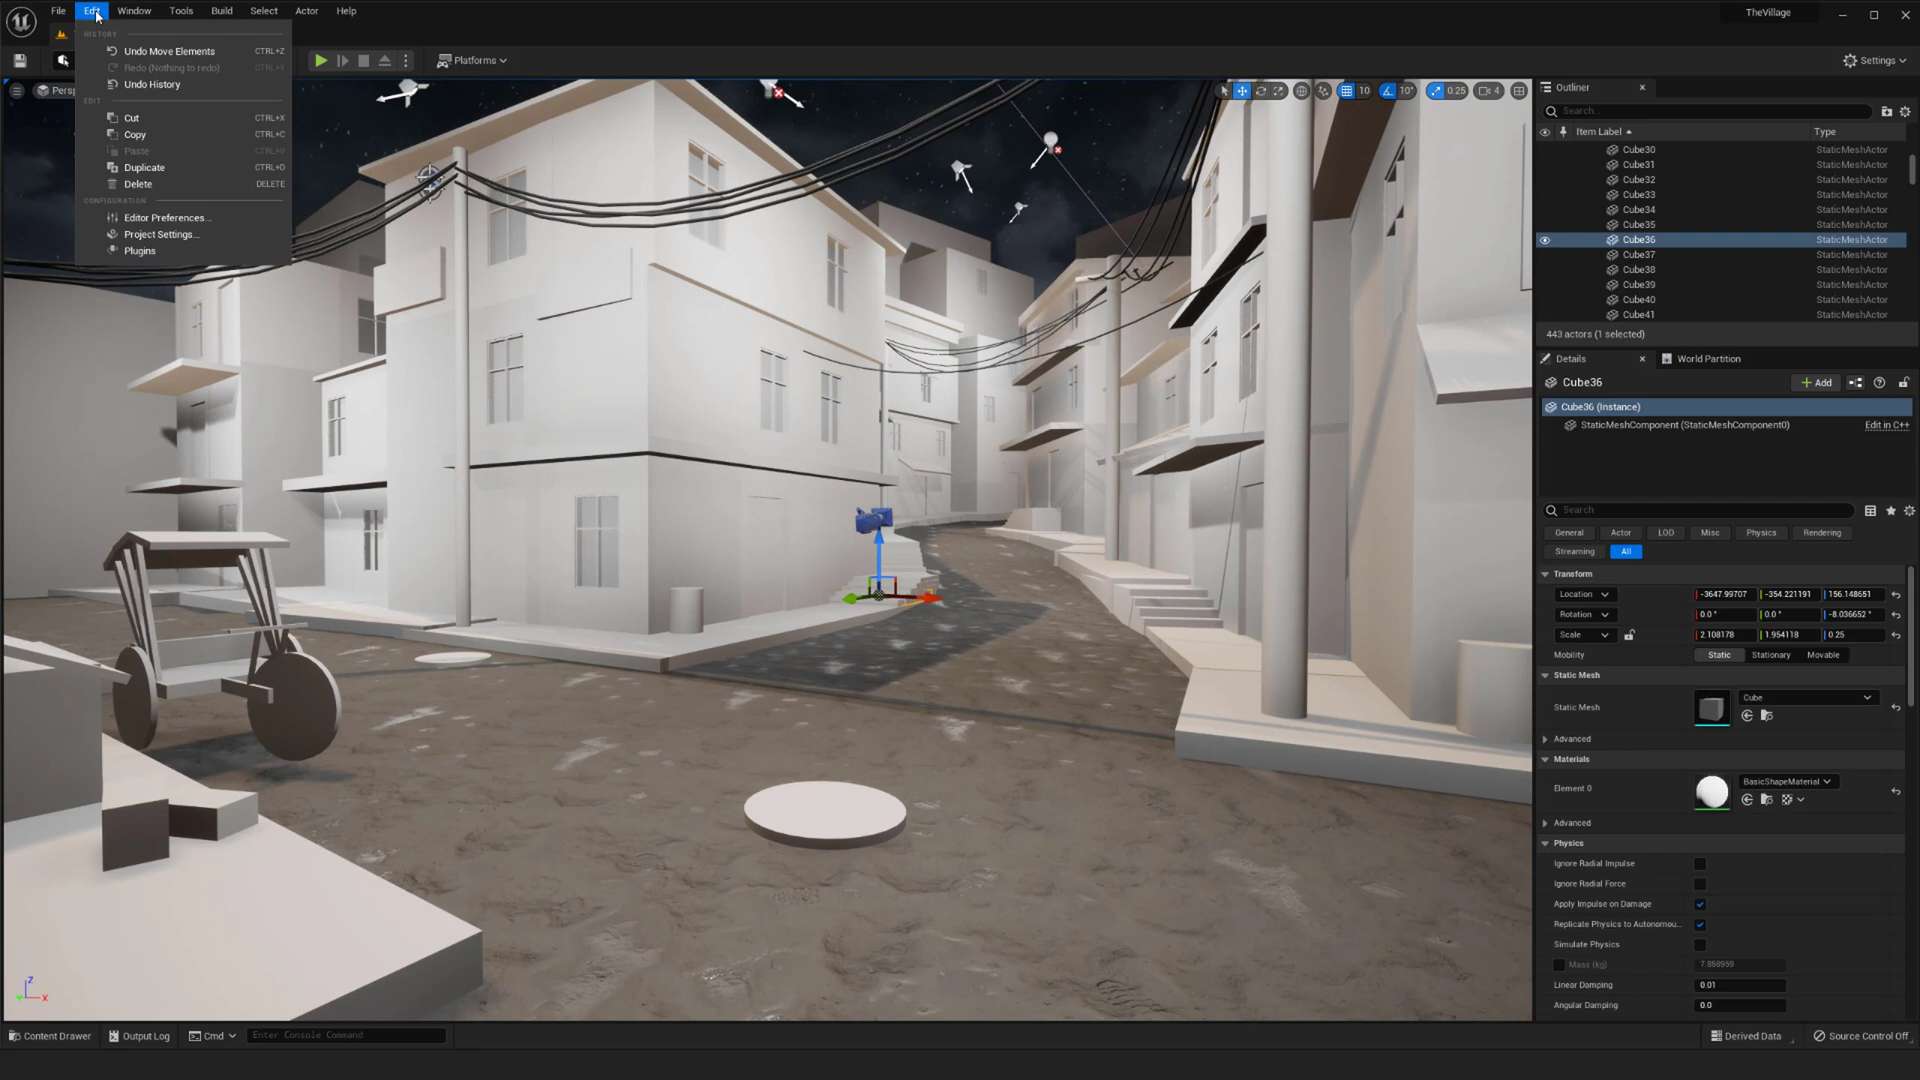 File Edit Window Tools Build Select Actor Help
TheVillage
HISTORY
Undo Move Elements CTRL+Z
Redo (Nothing to redo) CTRL+Y
Undo History
EDIT
Cut CTRL+X
Copy CTRL+C
Paste CTRL+V
Duplicate CTRL+D
Delete DELETE
CONFIGURATION
Editor Preferences...
Project Settings...
Plugins
Platforms
Settings
Persp
10 10° 0.25 4
Outliner
Search...
Item Label Type
Cube30 StaticMeshActor
Cube31 StaticMeshActor
Cube32 StaticMeshActor
Cube33 StaticMeshActor
Cube34 StaticMeshActor
Cube35 StaticMeshActor
Cube36 StaticMeshActor
Cube37 StaticMeshActor
Cube38 StaticMeshActor
Cube39 StaticMeshActor
Cube40 StaticMeshActor
Cube41 StaticMeshActor
443 actors (1 selected)
Details World Partition
Cube36 Add
Cube36 (Instance)
StaticMeshComponent (StaticMeshComponent0) Edit in C++
Search
General Actor LOD Misc Physics Rendering
Streaming All
Transform
Location -3647.99707 -354.221191 156.148651
Rotation 0.0 ° 0.0 ° -8.036652 °
Scale 2.108178 1.954118 0.25
Mobility Static Stationary Movable
Static Mesh
Static Mesh Cube
Advanced
Materials
Element 0 BasicShapeMaterial
Advanced
Physics
Ignore Radial Impulse
Ignore Radial Force
Apply Impulse on Damage
Replicate Physics to Autonomou...
Simulate Physics
Mass (kg) 7.858959
Linear Damping 0.01
Angular Damping 0.0
Z
X
Content Drawer Output Log Cmd Enter Console Command
Derived Data Source Control Off